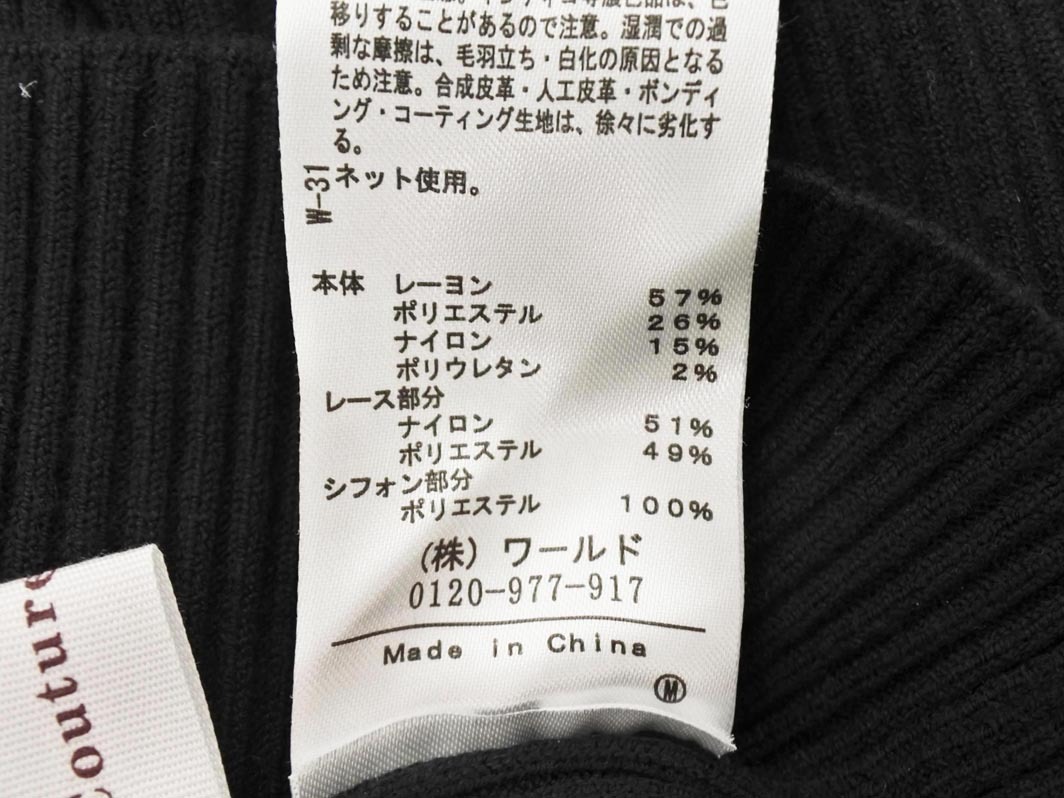 移りすることがあるので注意。湿潤での過
剰な摩擦は、毛羽立ち・白化の原因となる
ため注意。合成皮革・人工皮革・ボンディ
ング・コーティング生地は、徐々に劣化す
る。
W-31
ネット使用。
本体 レーヨン 57%
ポリエステル 26%
ナイロン 15%
ポリウレタン 2%
レース部分
ナイロン 51%
ポリエステル 49%
シフォン部分
ポリエステル 100%
(株) ワールド
0120-977-917
Made in China
Ⓜ
Couture